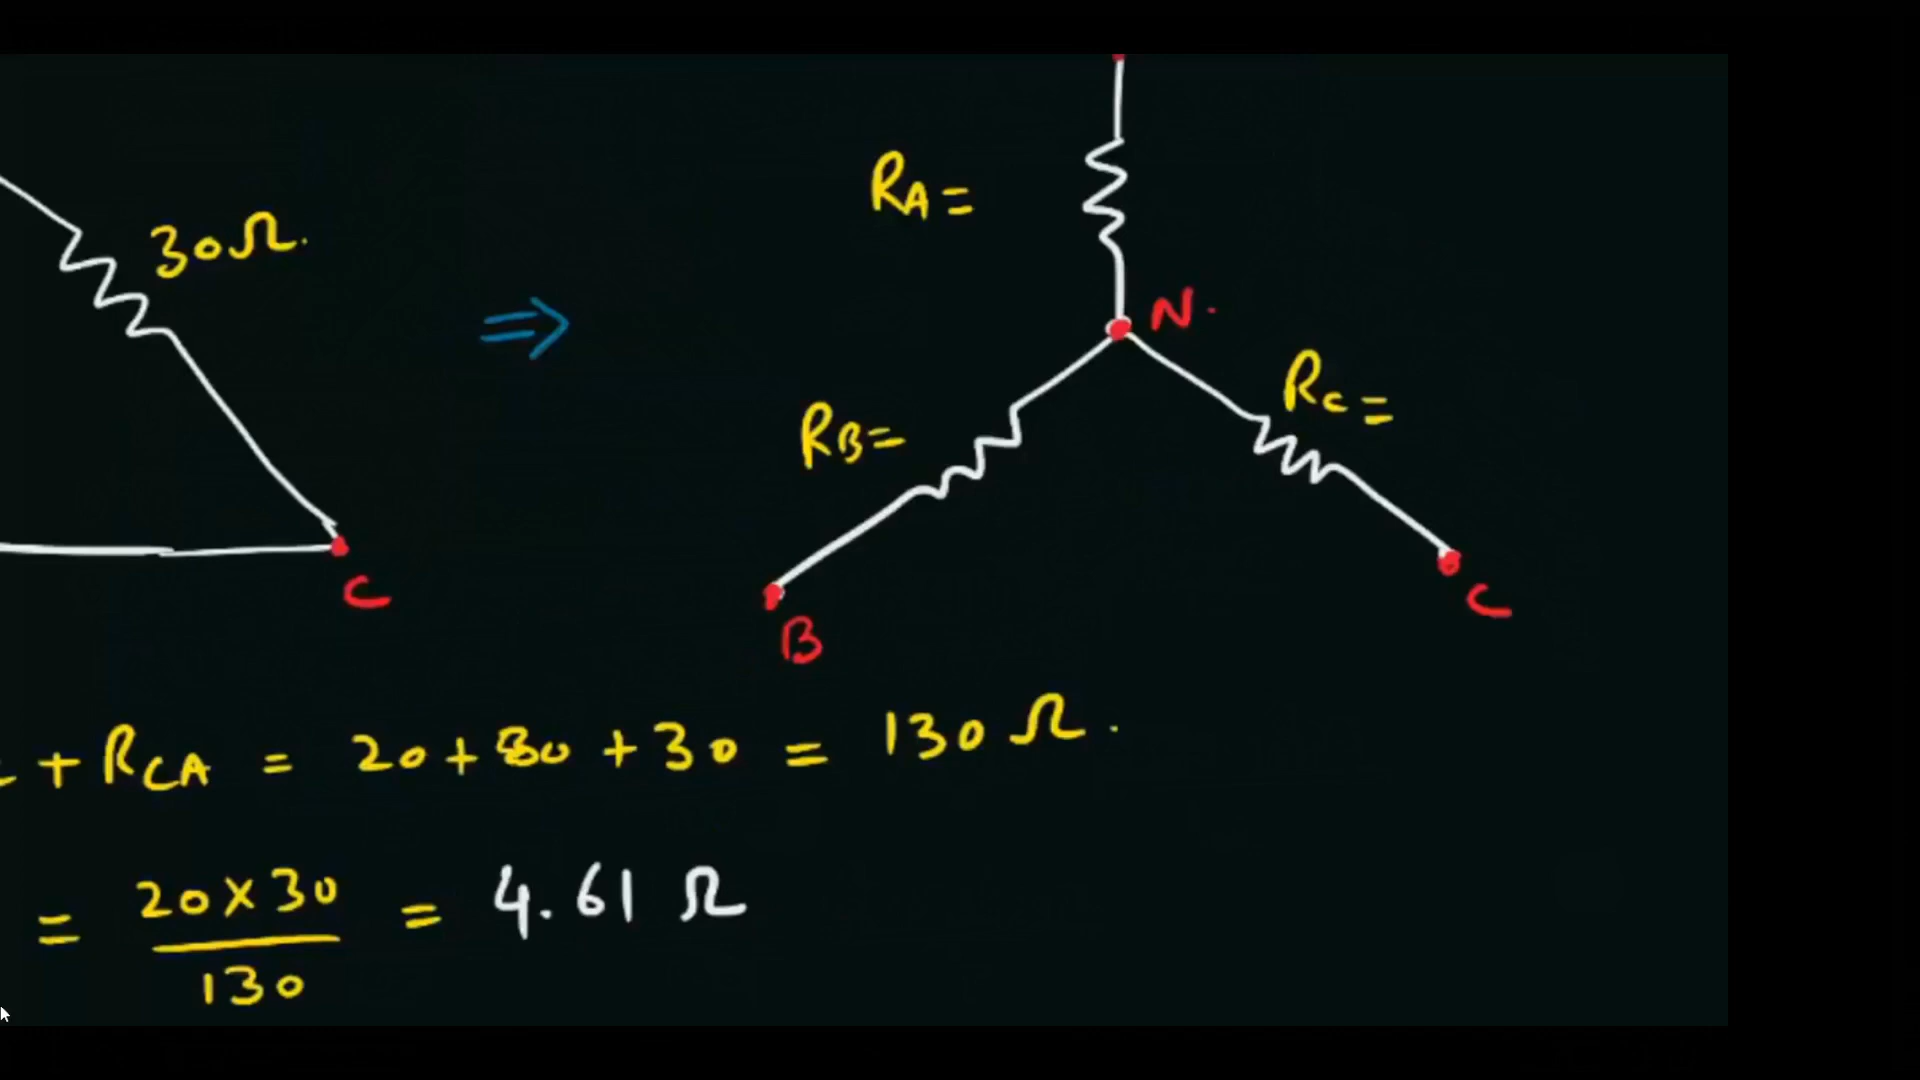 RA =
30Ω.
N.
RC =
RB =
C
C
B
+ RCA = 20 + 80 + 30 = 130 Ω.
= 20 X 30 / 130 = 4.61 Ω